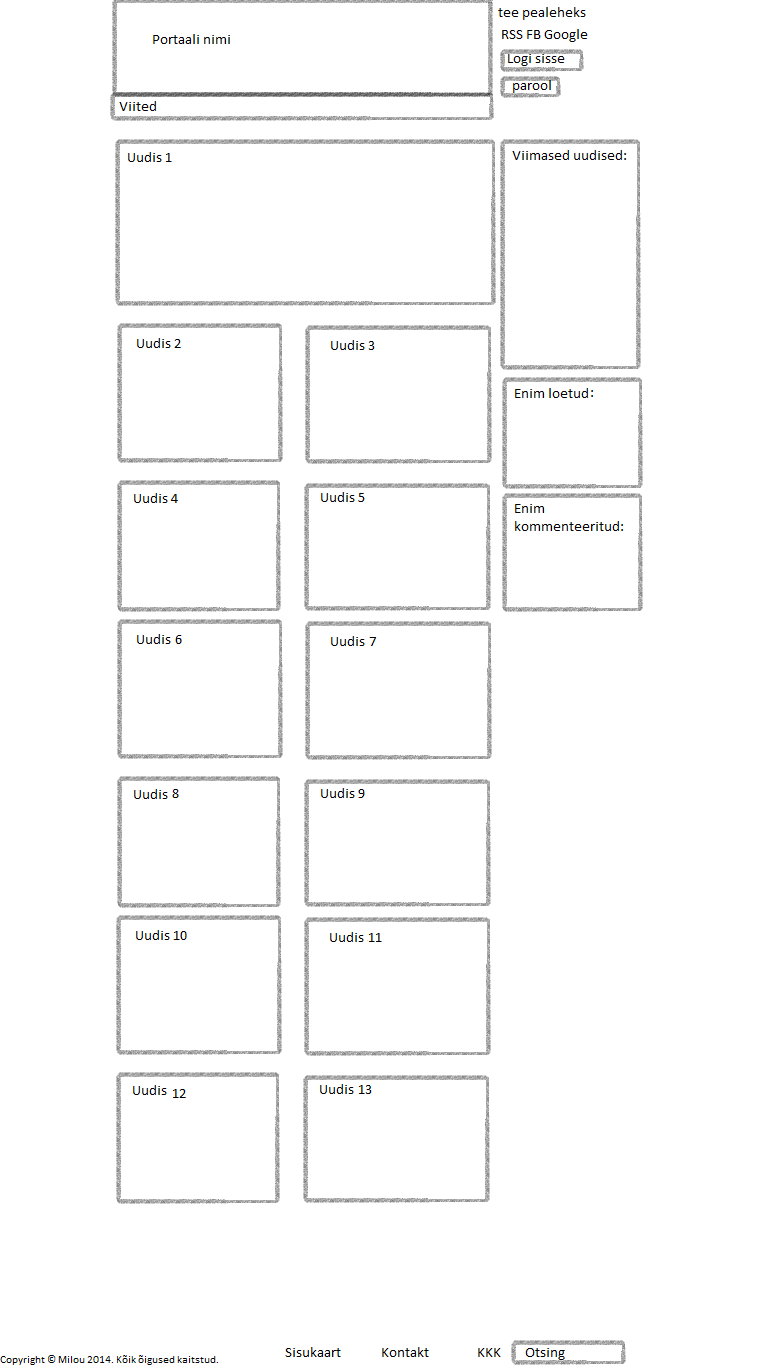 Portaali nimi
tee pealeheks
RSS FB Google
Logi sisse
parool
Viited
Uudis 1
Viimased uudised:
Uudis 2
Uudis 3
Enim loetud:
Uudis 4
Uudis 5
Enim
kommenteeritud:
Uudis 6
Uudis 7
Uudis 8
Uudis 9
Uudis 10
Uudis 11
Uudis 12
Uudis 13
Copyright © Milou 2014. Kõik õigused kaitstud.
Sisukaart
Kontakt
KKK
Otsing